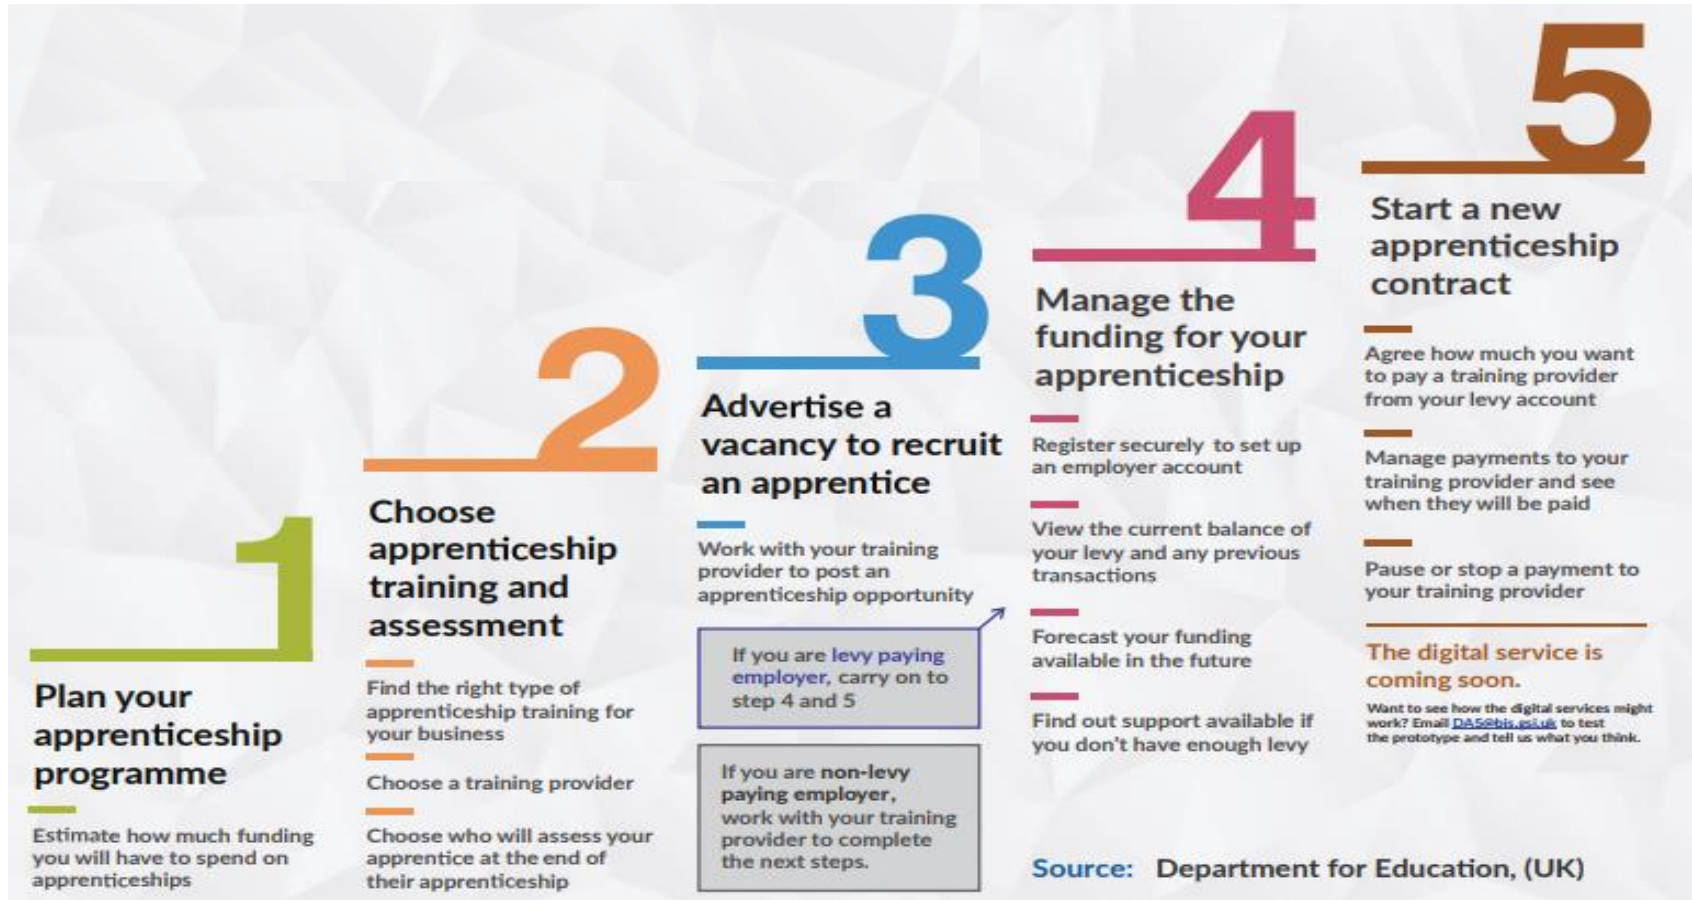 1
Plan your
apprenticeship
programme
Estimate how much funding
you will have to spend on
apprenticeships
2
Choose
apprenticeship
training and
assessment
Find the right type of
apprenticeship training for
your business
Choose a training provider
Choose who will assess your
apprentice at the end of
their apprenticeship
3
Advertise a
vacancy to recruit
an apprentice
Work with your training
provider to post an
apprenticeship opportunity
If you are levy paying
employer, carry on to
step 4 and 5
If you are non-levy
paying employer,
work with your training
provider to complete
the next steps.
4
Manage the
funding for your
apprenticeship
Register securely to set up
an employer account
View the current balance of
your levy and any previous
transactions
Forecast your funding
available in the future
Find out support available if
you don't have enough levy
5
Start a new
apprenticeship
contract
Agree how much you want
to pay a training provider
from your levy account
Manage payments to your
training provider and see
when they will be paid
Pause or stop a payment to
your training provider
The digital service is
coming soon.
Want to see how the digital services might
work? Email DAS@bis.gsi.uk to test
the prototype and tell us what you think.
Source: Department for Education, (UK)